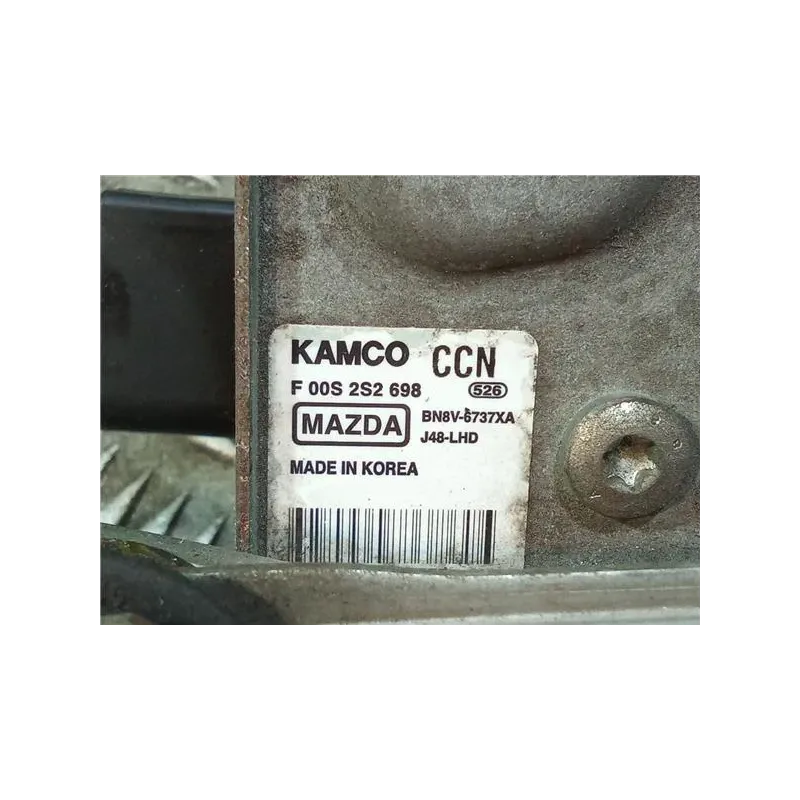 KAMCO CCN
F 00S 2S2 698 526
MAZDA BN8V-6737XA
J48-LHD
MADE IN KOREA